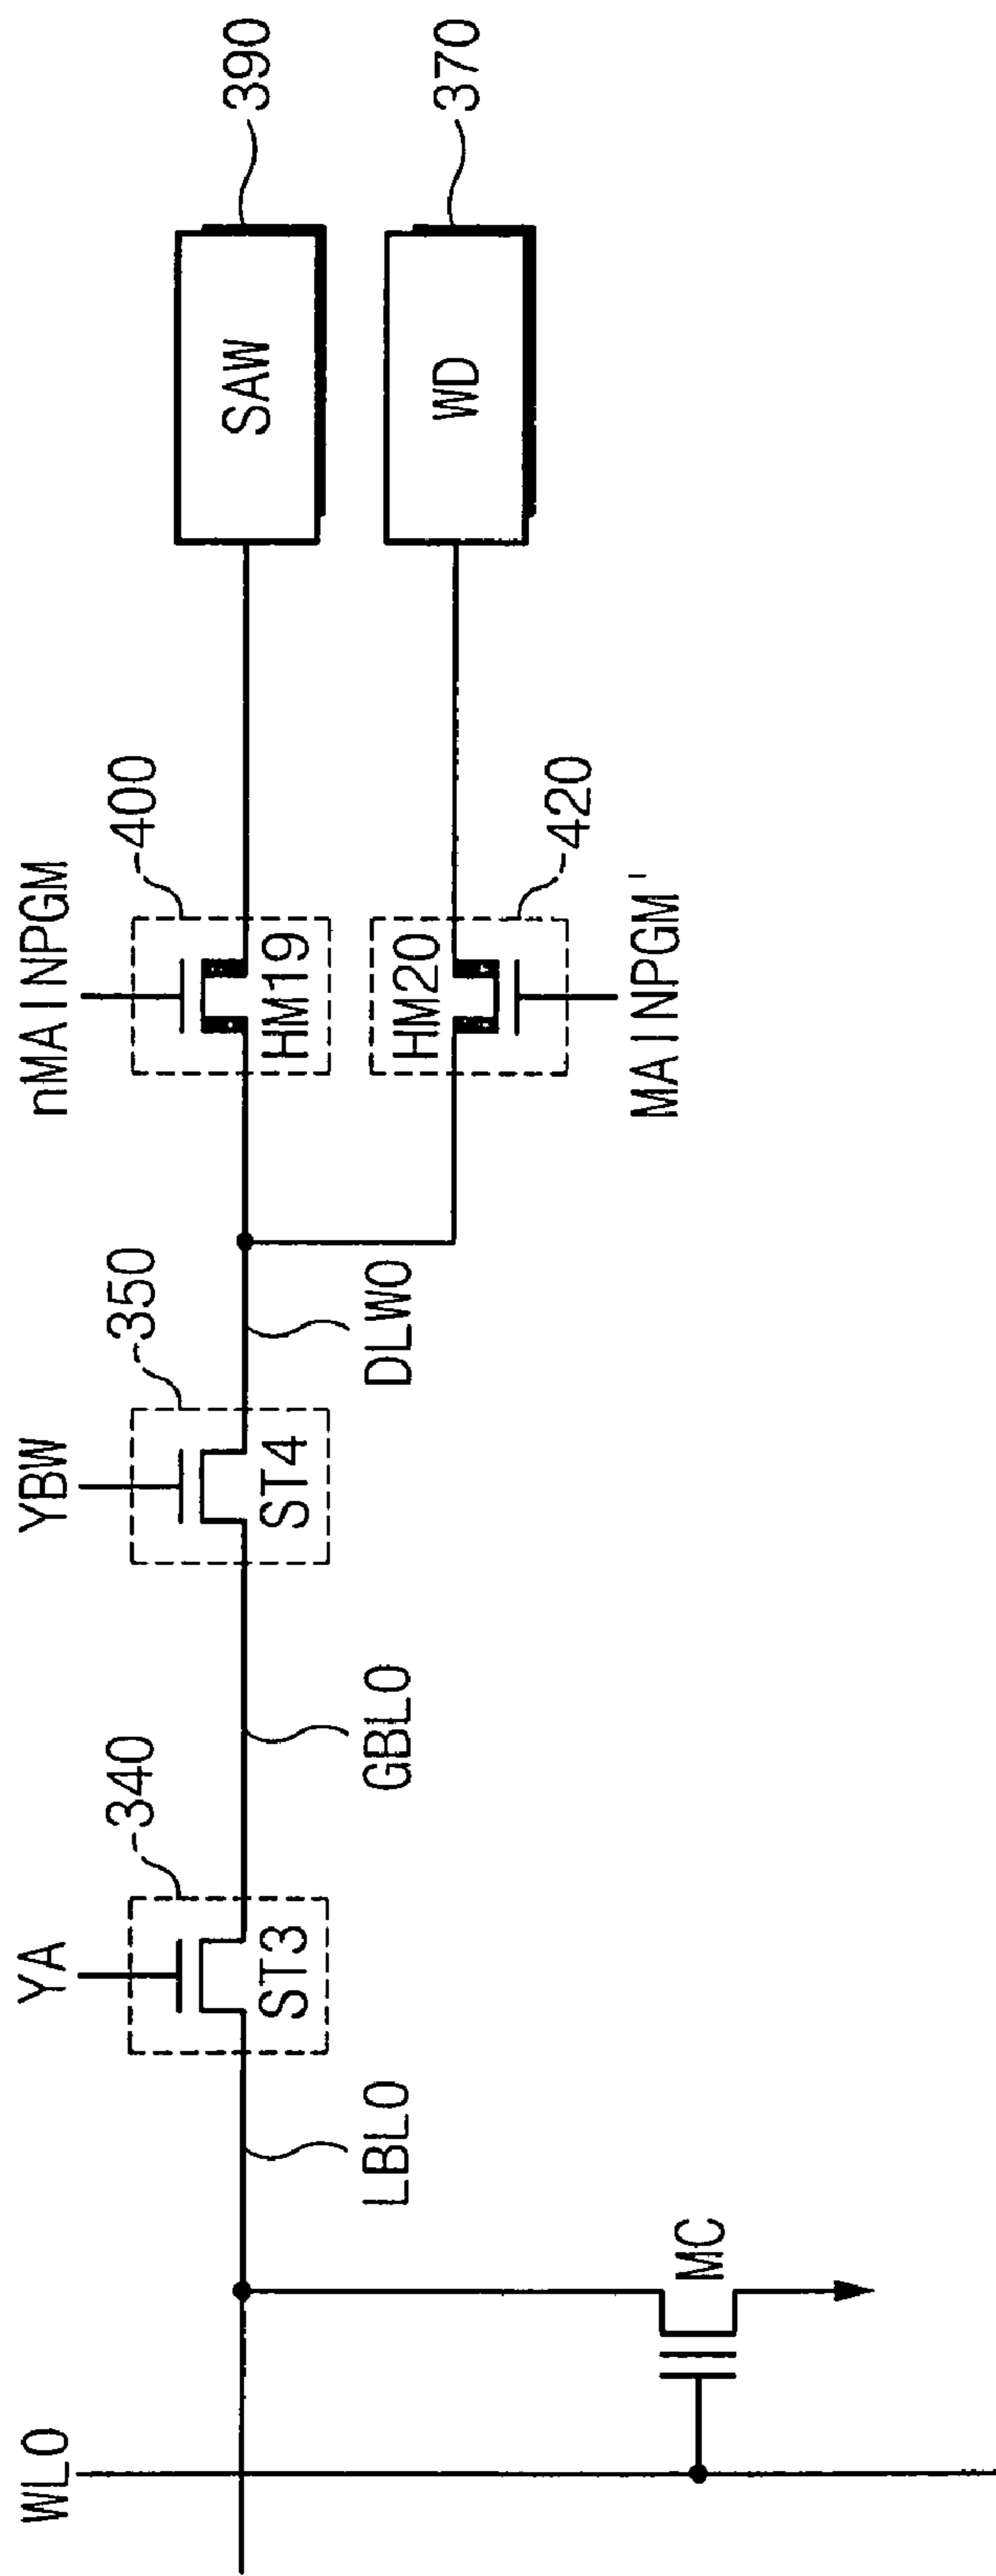 WL0
YA
340
YBW
350
nMAINPGM
400
ST3
ST4
HM19
SAW
390
LBL0
GBL0
DLW0
HM20
WD
370
420
MC
MAINPGM'